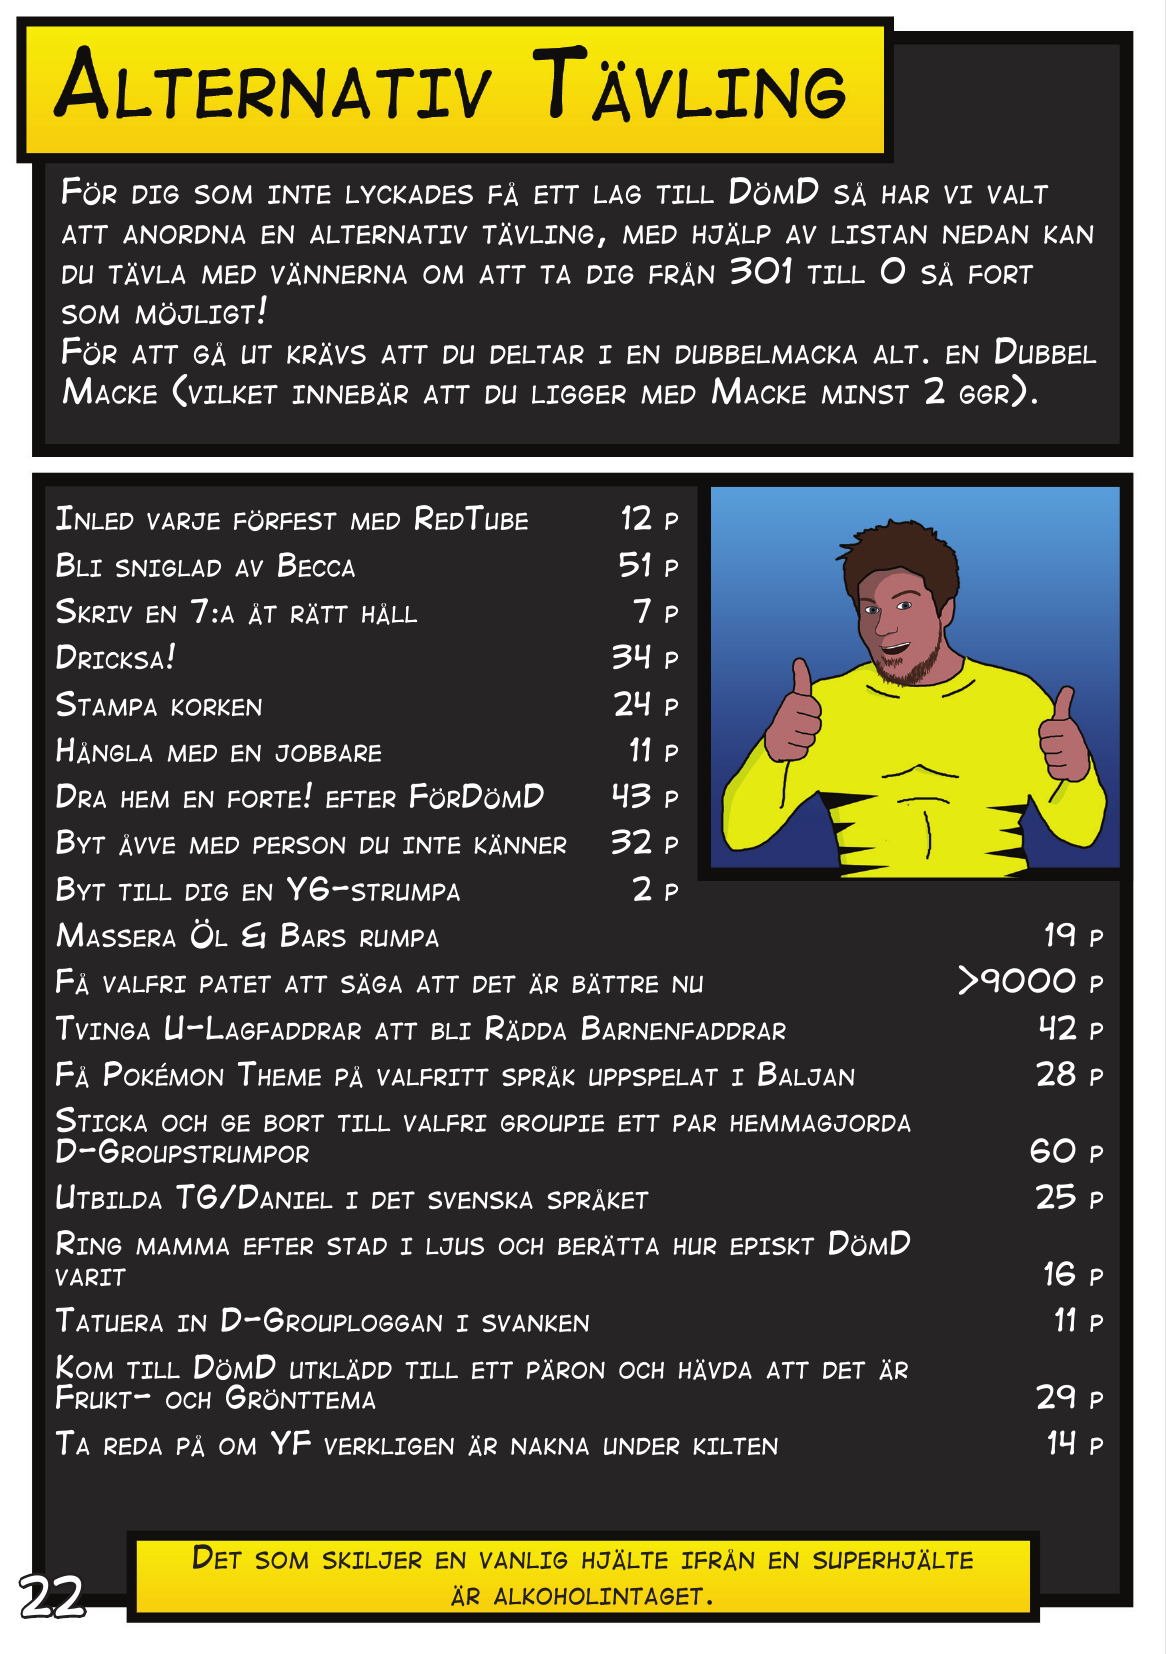 Alternativ Tävling
För dig som inte lyckades få ett lag till DömD så har vi valt
att anordna en alternativ tävling, med hjälp av listan nedan kan
du tävla med vännerna om att ta dig från 301 till 0 så fort
som möjligt!
För att gå ut krävs att du deltar i en dubbelmacka alt. en Dubbel
Macke (vilket innebär att du ligger med Macke minst 2 ggr).
Inled varje förfest med RedTube 12 p
Bli sniglad av Becca 51 p
Skriv en 7:a åt rätt håll 7 p
Dricksa! 34 p
Stampa korken 24 p
Hångla med en jobbare 11 p
Dra hem en forte! efter FörDömD 43 p
Byt åvve med person du inte känner 32 p
Byt till dig en Y6-strumpa 2 p
Massera Öl & Bars rumpa 19 p
Få valfri patet att säga att det är bättre nu >9000 p
Tvinga U-Lagfaddrar att bli Rädda Barnenfaddrar 42 p
Få Pokémon Theme på valfritt språk uppspelat i Baljan 28 p
Sticka och ge bort till valfri groupie ett par hemmagjorda
D-Groupstrumpor 60 p
Utbilda TG/Daniel i det svenska språket 25 p
Ring mamma efter stad i ljus och berätta hur episkt DömD
varit 16 p
Tatuera in D-Grouploggan i svanken 11 p
Kom till DömD utklädd till ett päron och hävda att det är
Frukt- och Grönttema 29 p
Ta reda på om YF verkligen är nakna under kilten 14 p
Det som skiljer en vanlig hjälte ifrån en superhjälte
är alkoholintaget.
22